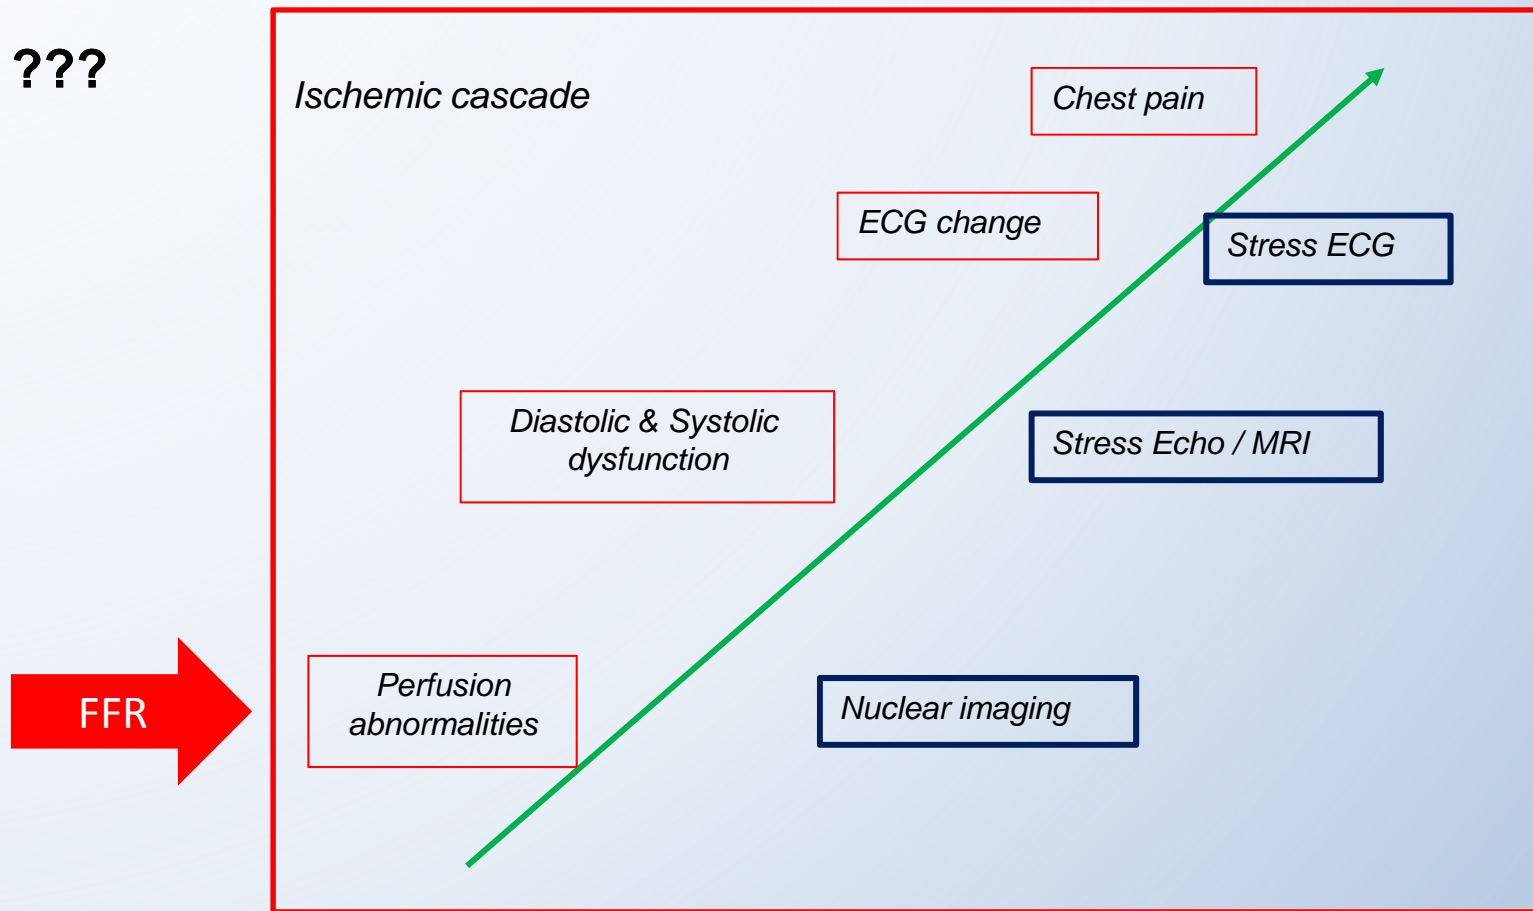 ???
Ischemic cascade
Chest pain
ECG change
Stress ECG
Diastolic & Systolic
dysfunction
Stress Echo / MRI
FFR
Perfusion
abnormalities
Nuclear imaging